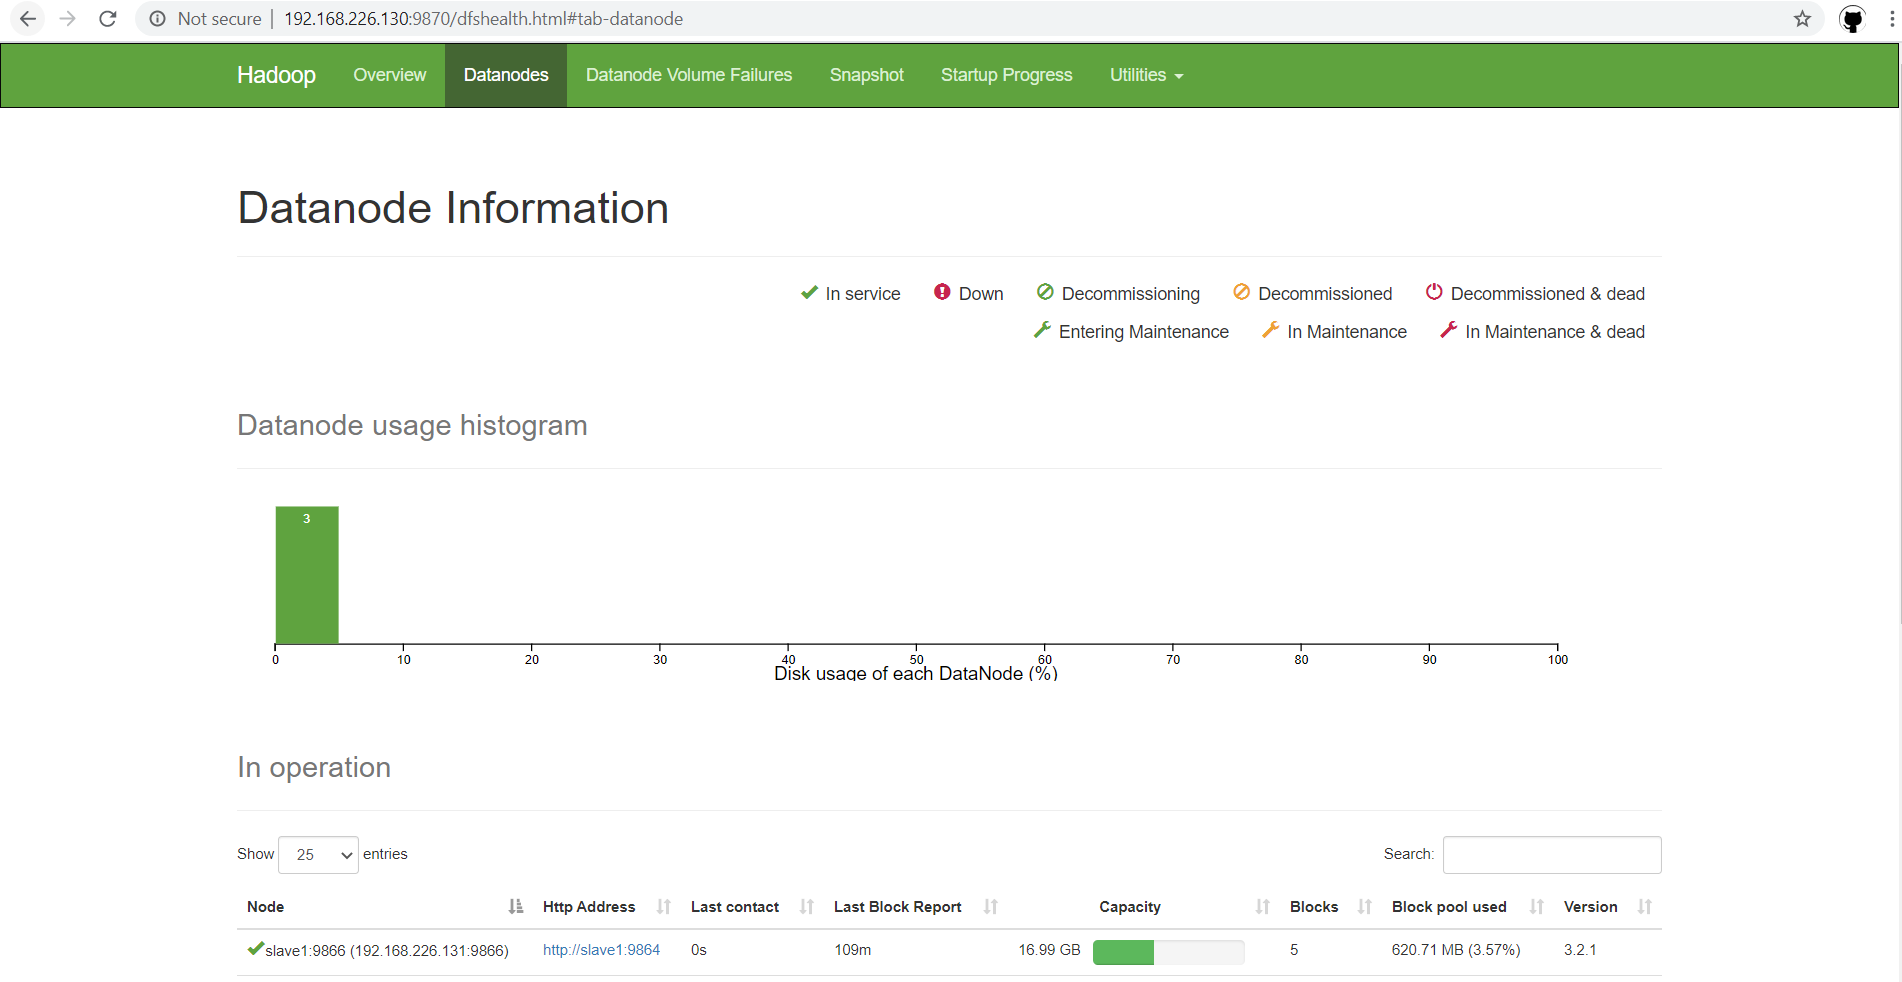 Not secure | 192.168.226.130:9870/dfshealth.html#tab-datanode
Hadoop Overview Datanodes Datanode Volume Failures Snapshot Startup Progress Utilities
Datanode Information
In service Down Decommissioning Decommissioned Decommissioned & dead
Entering Maintenance In Maintenance In Maintenance & dead
Datanode usage histogram
3
0 10 20 30 40 50 60 70 80 90 100
Disk usage of each DataNode (%)
In operation
Show 25 entries Search:
Node Http Address Last contact Last Block Report Capacity Blocks Block pool used Version
slave1:9866 (192.168.226.131:9866) http://slave1:9864 0s 109m 16.99 GB 5 620.71 MB (3.57%) 3.2.1